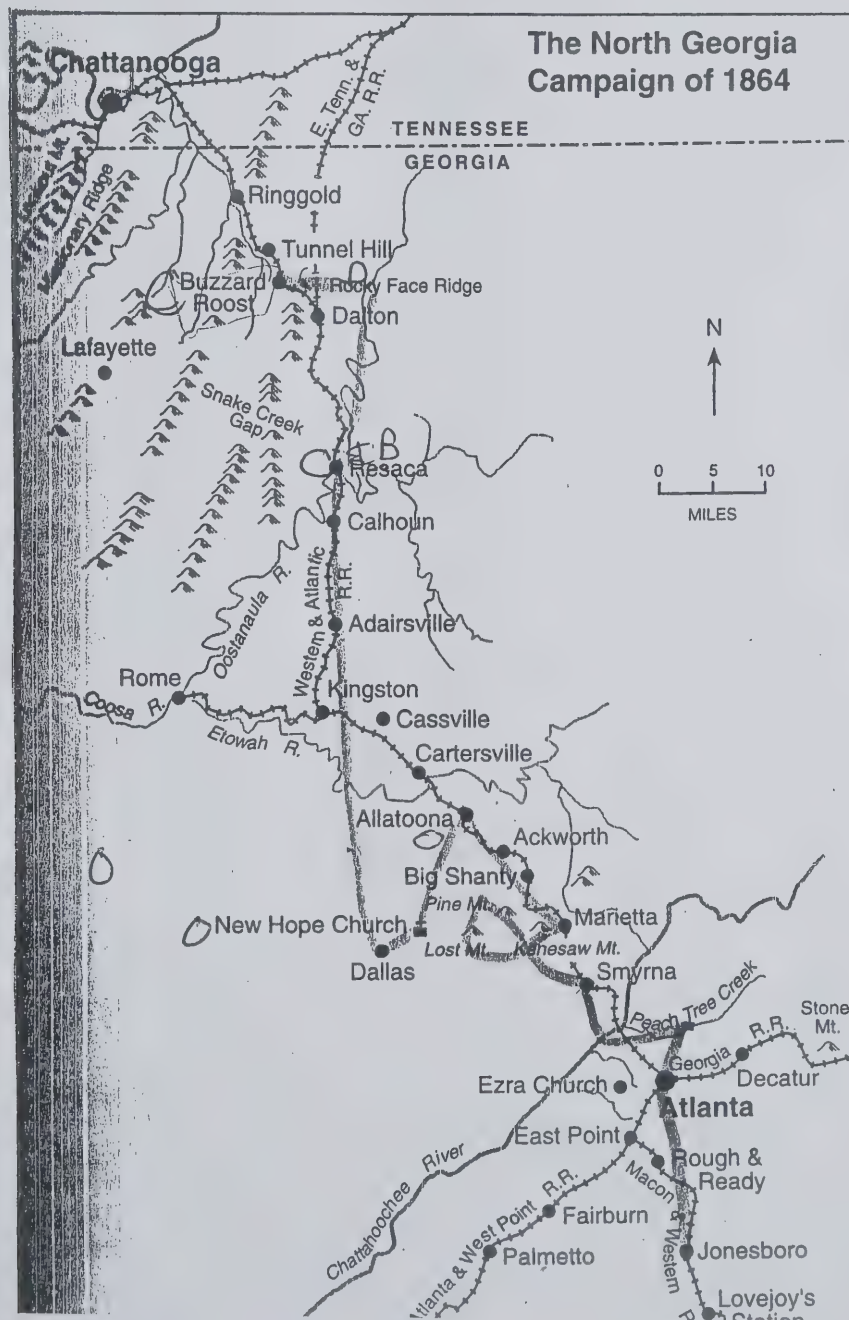 The North Georgia
Campaign of 1864
Chattanooga
E. Tenn. &
GA. R.R.
TENNESSEE
GEORGIA
Missionary Ridge
Ringgold
Tunnel Hill
Buzzard
Roost
Rocky Face Ridge
Dalton
Lafayette
Snake Creek
Gap
N
B
Resaca
0 5 10
MILES
Calhoun
Oostanaula R.
Western & Atlantic
R.R.
Adairsville
Rome
Coosa R.
Kingston
Cassville
Etowah R.
Cartersville
Allatoona
Ackworth
Big Shanty
Pine Mt.
New Hope Church
Marietta
Lost Mt.
Kenesaw Mt.
Dallas
Smyrna
Peach Tree Creek
Stone
Mt.
Georgia R.R.
Decatur
Ezra Church
Atlanta
East Point
Rough &
Ready
Chattahoochee River
Macon & Western
Atlanta & West Point R.R.
Fairburn
Palmetto
Jonesboro
Lovejoy's
Station